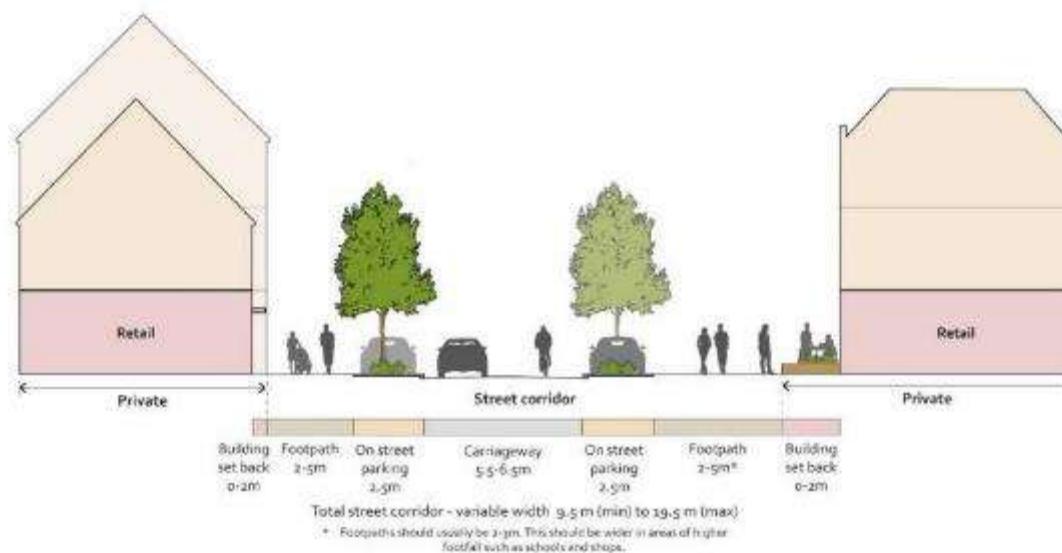 Retail
Retail
Private
Street corridor
Private
Building
set back
0-2m
Footpath
2-5m
On street
parking
2.5m
Carriageway
5.5-6.5m
On street
parking
2.5m
Footpath
2-5m*
Building
set back
0-2m
Total street corridor - variable width 9.5 m (min) to 19.5 m (max)
* Footpaths should usually be 2-3m. This should be wider in areas of higher
footfall such as schools and shops.